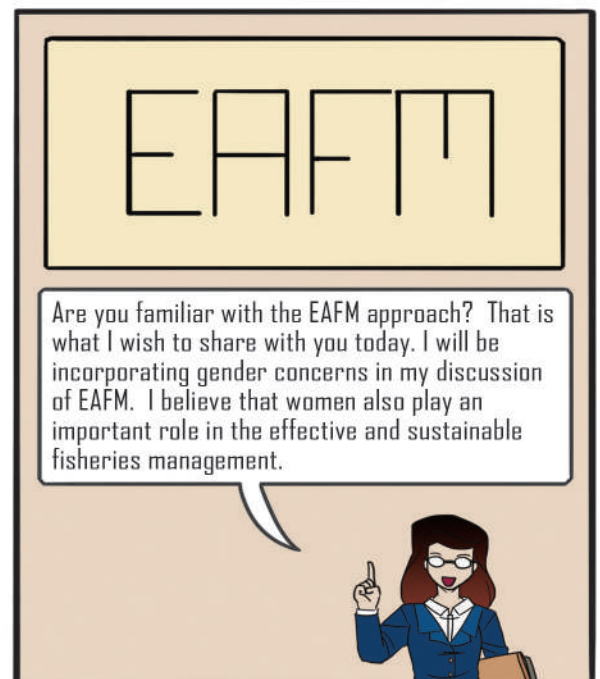 EAFM
Are you familiar with the EAFM approach? That is
what I wish to share with you today. I will be
incorporating gender concerns in my discussion
of EAFM. I believe that women also play an
important role in the effective and sustainable
fisheries management.